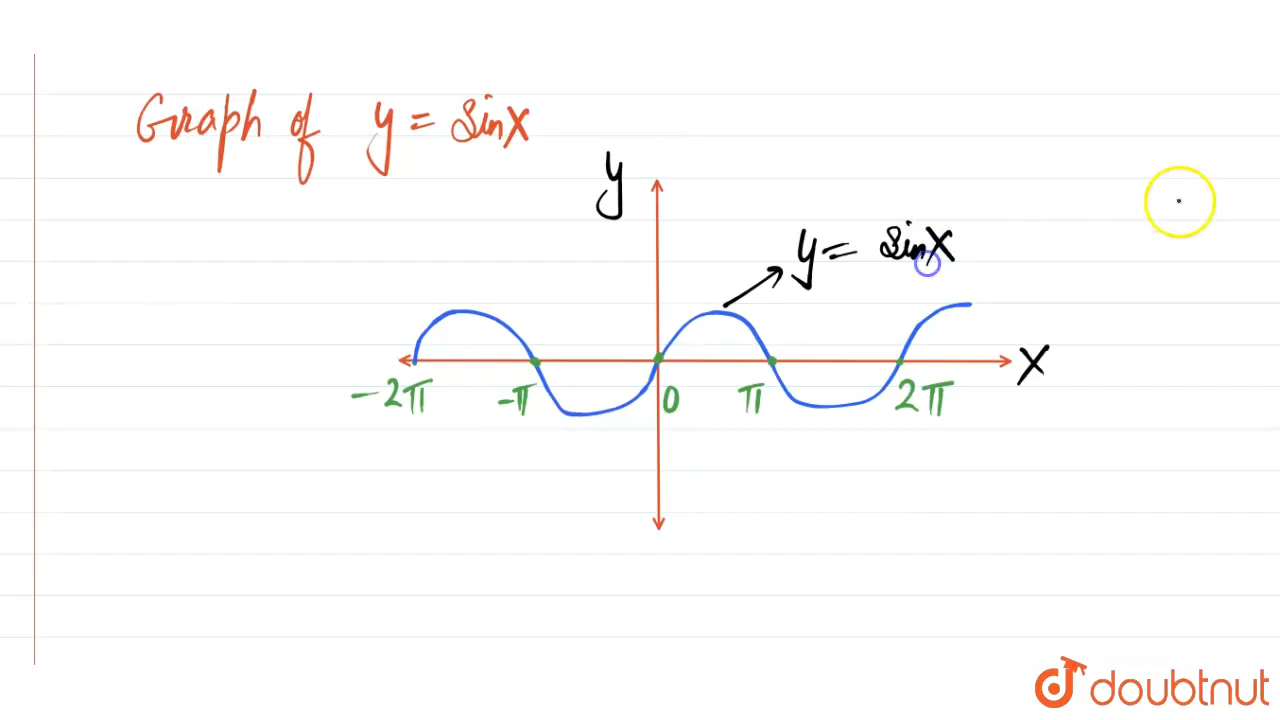 Graph of y = sinx
y
y = sinx
x
-2π -π 0 π 2π
doubtnut